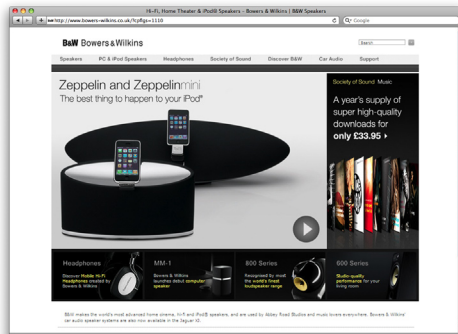 Hi-Fi, Home Theater & iPod® Speakers - Bowers & Wilkins | B&W Speakers
http://www.bowers-wilkins.co.uk/?cpflgs=1110
Google
B&W Bowers&Wilkins
Search
Speakers PC & iPod Speakers Headphones Society of Sound Discover B&W Car Audio Support
Zeppelin and Zeppelinmini
The best thing to happen to your iPod®
Society of Sound Music
A year's supply of
super high-quality
downloads for
only £33.95
Headphones
Discover Mobile Hi-Fi
Headphones created by
Bowers & Wilkins
MM-1
Bowers & Wilkins
launches debut computer
speaker
800 Series
Recognised by most
the world's finest
loudspeaker range
600 Series
Studio-quality
performance for your
living room
B&W makes the world's most advanced home cinema, hi-fi and iPod® speakers, and are used by Abbey Road Studios and music lovers everywhere. Bowers & Wilkins'
car audio speaker systems are also now available in the Jaguar XJ.